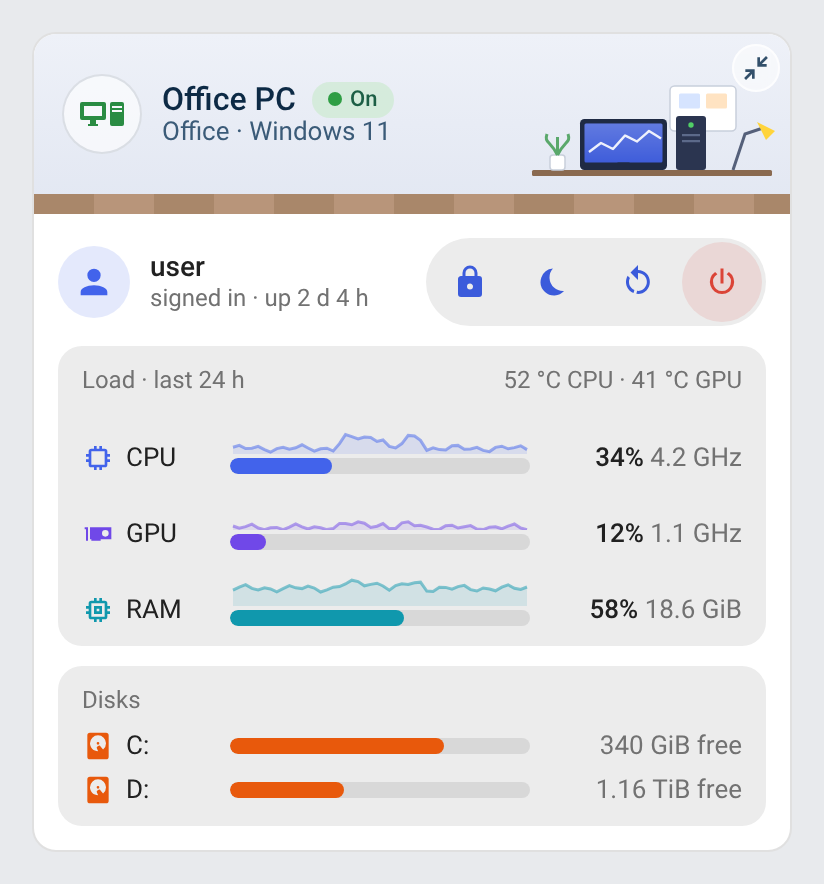 Office PC On
Office · Windows 11
user
signed in · up 2 d 4 h
Load · last 24 h 52 °C CPU · 41 °C GPU
CPU 34% 4.2 GHz
GPU 12% 1.1 GHz
RAM 58% 18.6 GiB
Disks
C: 340 GiB free
D: 1.16 TiB free